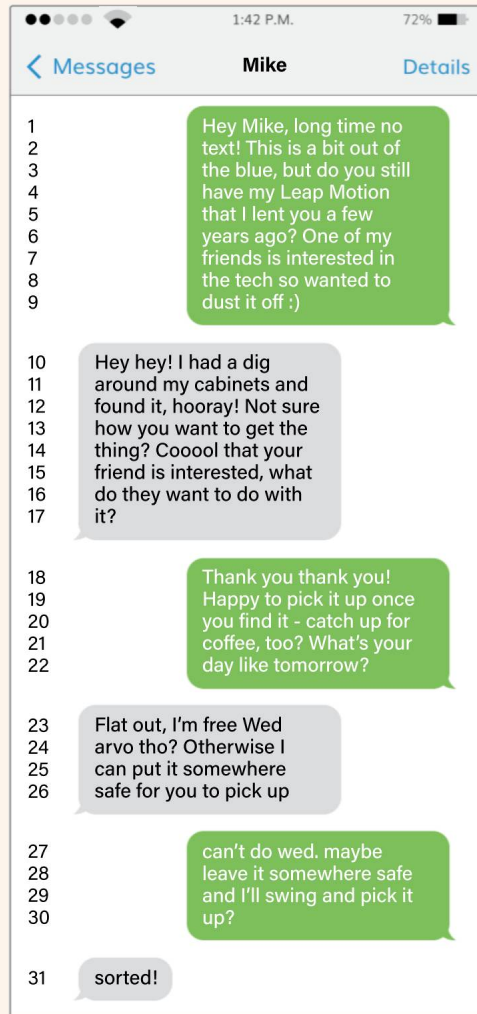 1:42 P.M. 72%
Messages Mike Details
1 Hey Mike, long time no
2 text! This is a bit out of
3 the blue, but do you still
4 have my Leap Motion
5 that I lent you a few
6 years ago? One of my
7 friends is interested in
8 the tech so wanted to
9 dust it off :)
10 Hey hey! I had a dig
11 around my cabinets and
12 found it, hooray! Not sure
13 how you want to get the
14 thing? Cooool that your
15 friend is interested, what
16 do they want to do with
17 it?
18 Thank you thank you!
19 Happy to pick it up once
20 you find it - catch up for
21 coffee, too? What’s your
22 day like tomorrow?
23 Flat out, I’m free Wed
24 arvo tho? Otherwise I
25 can put it somewhere
26 safe for you to pick up
27 can’t do wed. maybe
28 leave it somewhere safe
29 and I’ll swing and pick it
30 up?
31 sorted!